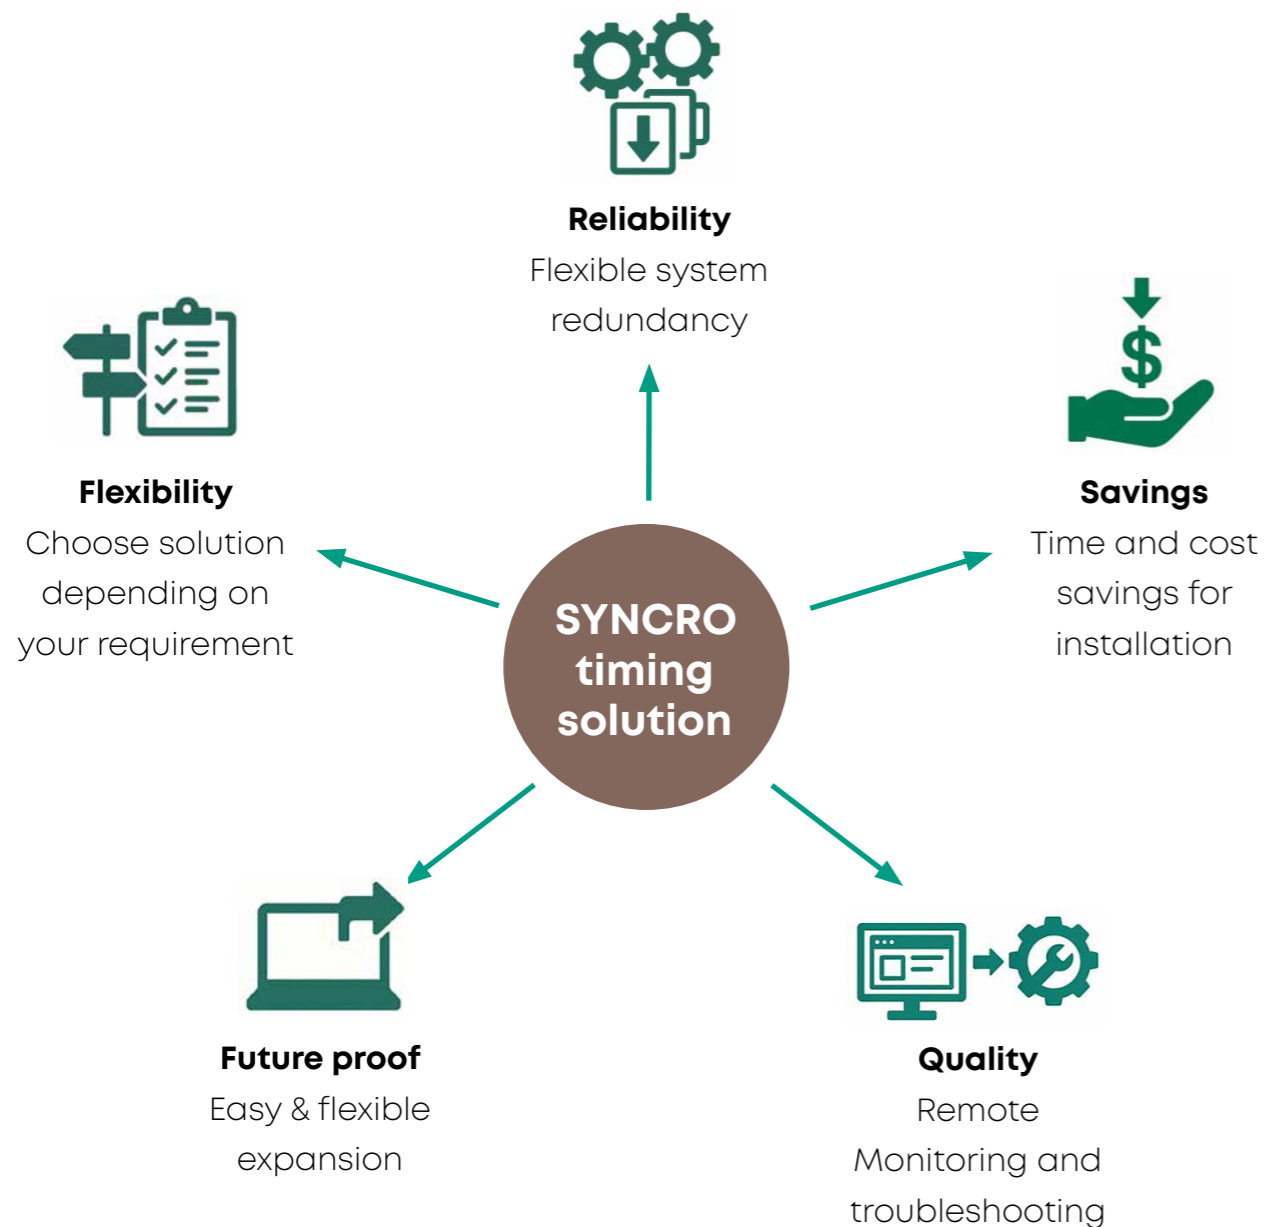 Reliability
Flexible system
redundancy
Flexibility
Choose solution
depending on
your requirement
$
Savings
Time and cost
savings for
installation
SYNCRO
timing
solution
Future proof
Easy & flexible
expansion
Quality
Remote
Monitoring and
troubleshooting